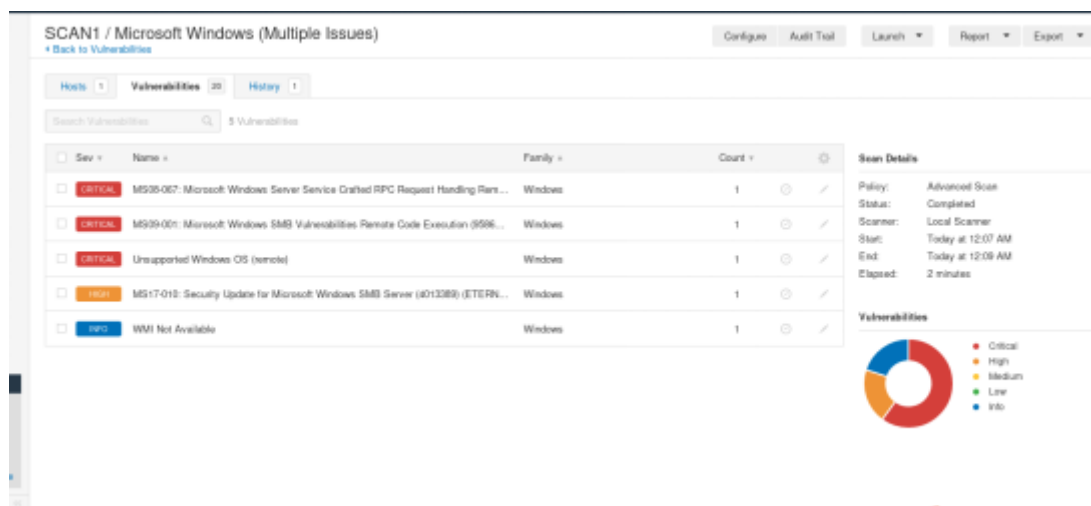 SCAN1 / Microsoft Windows (Multiple Issues)
Configure Audit Trail Launch Report Export
Back to Vulnerabilities
Hosts 1 Vulnerabilities 20 History 1
Search Vulnerabilities 5 Vulnerabilities
Sev Name Family Count
CRITICAL MS08-067: Microsoft Windows Server Service Crafted RPC Request Handling Rem... Windows 1
CRITICAL MS09-001: Microsoft Windows SMB Vulnerabilities Remote Code Execution (9586... Windows 1
CRITICAL Unsupported Windows OS (remote) Windows 1
HIGH MS17-010: Security Update for Microsoft Windows SMB Server (4013389) (ETERN... Windows 1
INFO WMI Not Available Windows 1
Scan Details
Policy: Advanced Scan
Status: Completed
Scanner: Local Scanner
Start: Today at 12:07 AM
End: Today at 12:09 AM
Elapsed: 2 minutes
Vulnerabilities
Critical
High
Medium
Low
Info